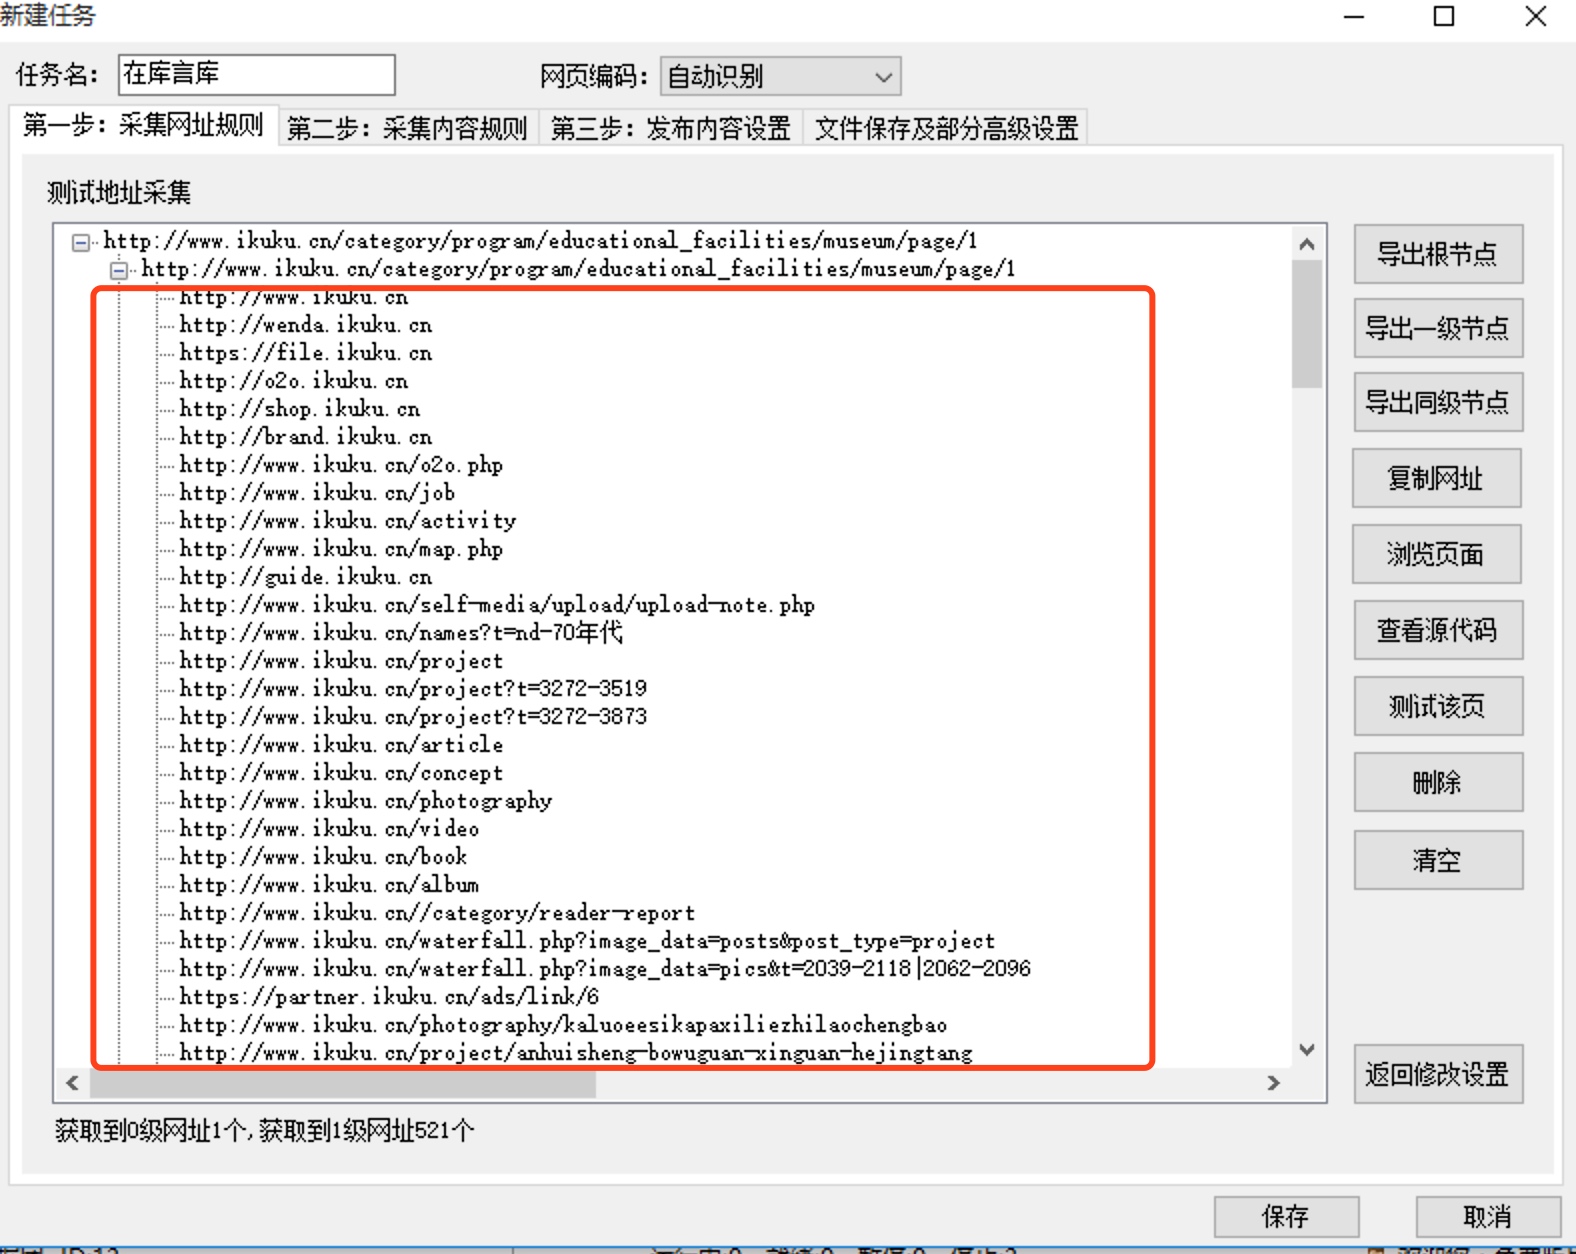 新建任务
任务名： 在库言库 网页编码： 自动识别
第一步：采集网址规则 第二步：采集内容规则 第三步：发布内容设置 文件保存及部分高级设置
测试地址采集
http://www.ikuku.cn/category/program/educational_facilities/museum/page/1
http://www.ikuku.cn/category/program/educational_facilities/museum/page/1
http://www.ikuku.cn
http://wenda.ikuku.cn
https://file.ikuku.cn
http://o2o.ikuku.cn
http://shop.ikuku.cn
http://brand.ikuku.cn
http://www.ikuku.cn/o2o.php
http://www.ikuku.cn/job
http://www.ikuku.cn/activity
http://www.ikuku.cn/map.php
http://guide.ikuku.cn
http://www.ikuku.cn/self-media/upload/upload-note.php
http://www.ikuku.cn/names?t=nd-70年代
http://www.ikuku.cn/project
http://www.ikuku.cn/project?t=3272-3519
http://www.ikuku.cn/project?t=3272-3873
http://www.ikuku.cn/article
http://www.ikuku.cn/concept
http://www.ikuku.cn/photography
http://www.ikuku.cn/video
http://www.ikuku.cn/book
http://www.ikuku.cn/album
http://www.ikuku.cn//category/reader-report
http://www.ikuku.cn/waterfall.php?image_data=posts&post_type=project
http://www.ikuku.cn/waterfall.php?image_data=pics&t=2039-2118|2062-2096
https://partner.ikuku.cn/ads/link/6
http://www.ikuku.cn/photography/kaluoeesikapaxiliezhilaochengbao
http://www.ikuku.cn/project/anhuisheng-bowuguan-xinguan-hejingtang
导出根节点
导出一级节点
导出同级节点
复制网址
浏览页面
查看源代码
测试该页
删除
清空
返回修改设置
获取到0级网址1个,获取到1级网址521个
保存 取消